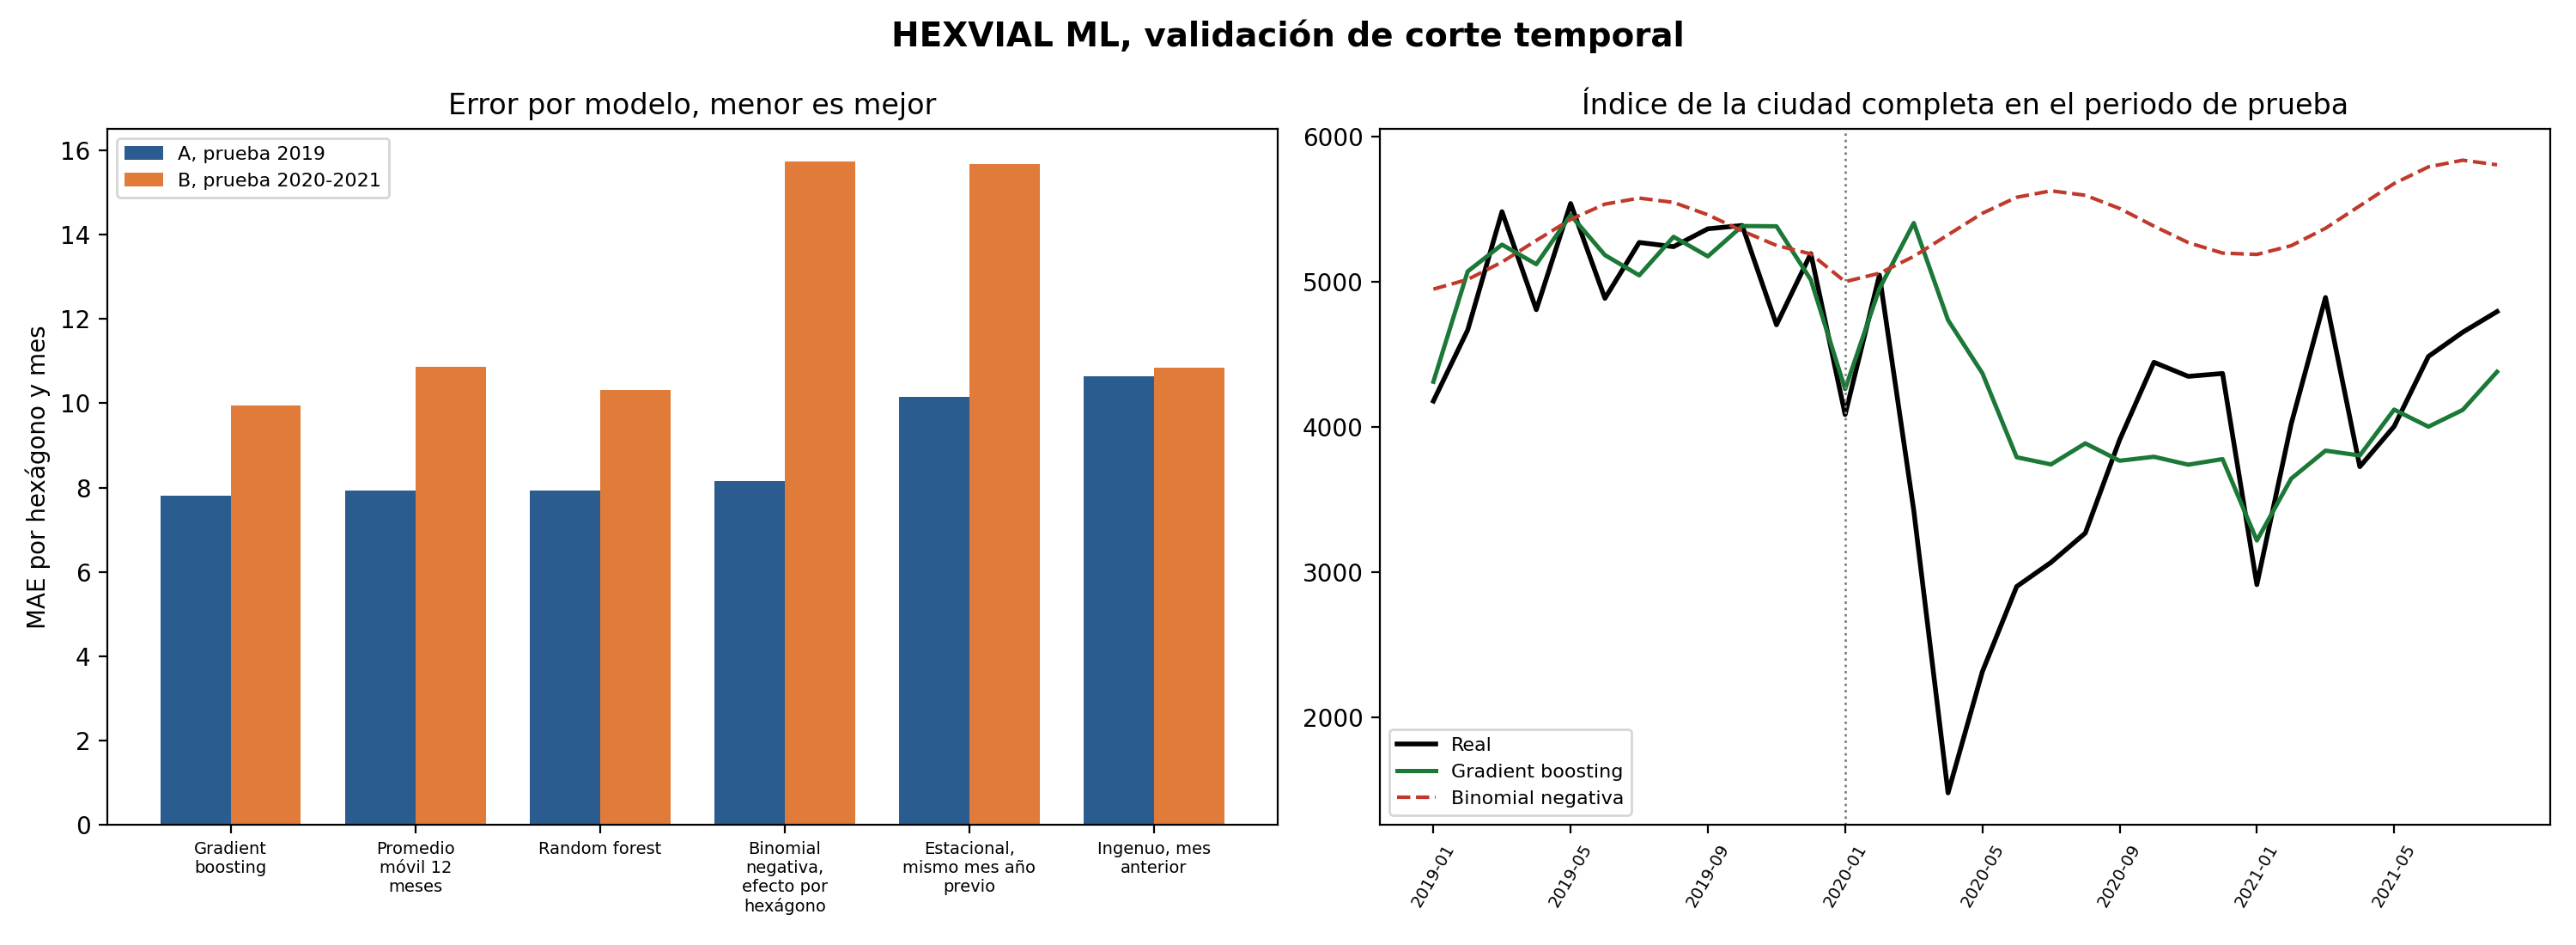 HEXVIAL ML, validación de corte temporal
Error por modelo, menor es mejor
MAE por hexágono y mes
16
14
12
10
8
6
4
2
0
A, prueba 2019
B, prueba 2020-2021
Gradient
boosting
Promedio
móvil 12
meses
Random forest
Binomial
negativa,
efecto por
hexágono
Estacional,
mismo mes año
previo
Ingenuo, mes
anterior
Índice de la ciudad completa en el periodo de prueba
6000
5000
4000
3000
2000
Real
Gradient boosting
Binomial negativa
2019-01
2019-05
2019-09
2020-01
2020-05
2020-09
2021-01
2021-05